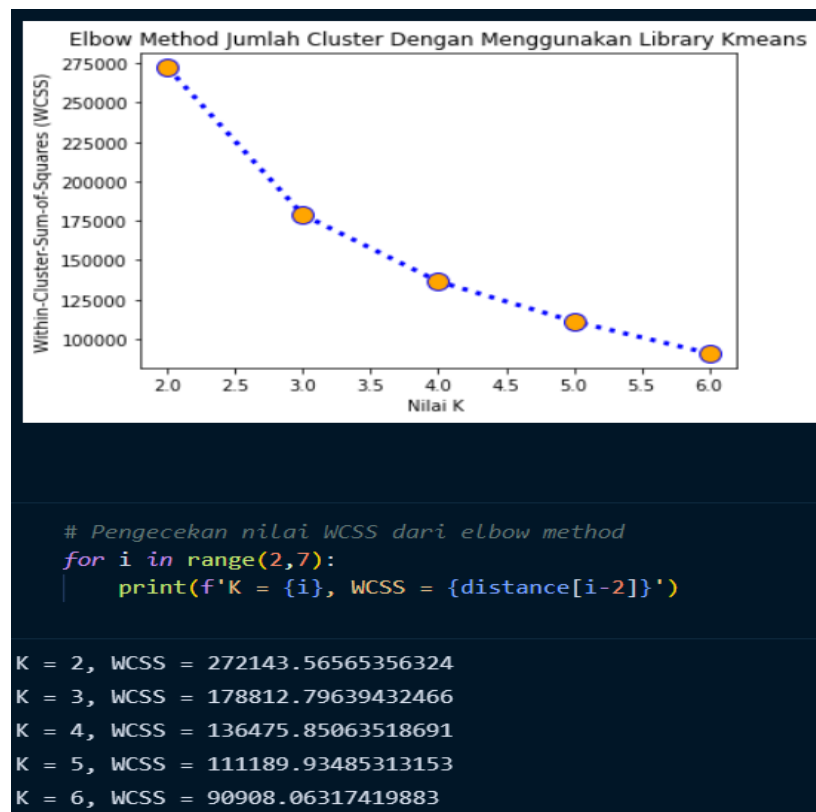 Elbow Method Jumlah Cluster Dengan Menggunakan Library Kmeans
Within-Cluster-Sum-of-Squares (WCSS)
275000
250000
225000
200000
175000
150000
125000
100000
2.0 2.5 3.0 3.5 4.0 4.5 5.0 5.5 6.0
Nilai K
# Pengecekan nilai WCSS dari elbow method
for i in range(2,7):
    print(f'K = {i}, WCSS = {distance[i-2]}')
K = 2, WCSS = 272143.56565356324
K = 3, WCSS = 178812.79639432466
K = 4, WCSS = 136475.85063518691
K = 5, WCSS = 111189.93485313153
K = 6, WCSS = 90908.06317419883